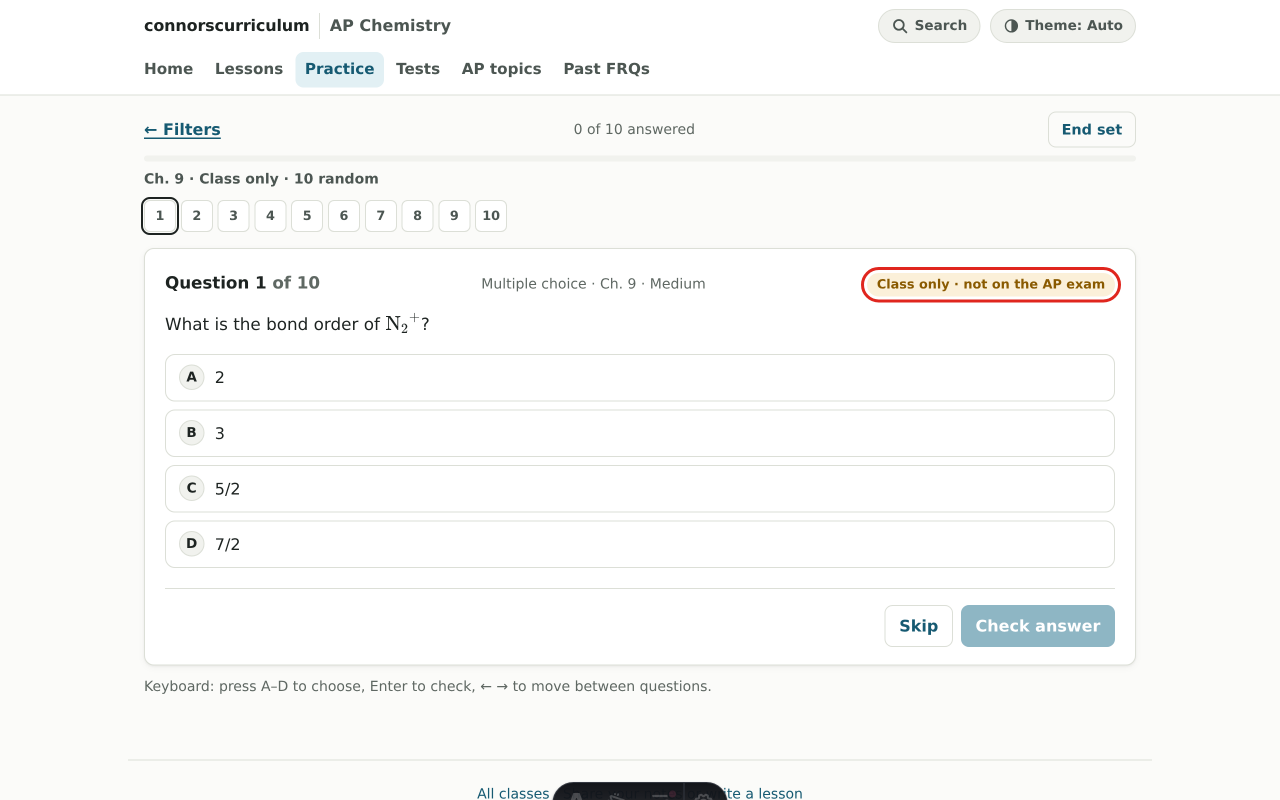 connorscurriculum AP Chemistry Search Theme: Auto
Home Lessons Practice Tests AP topics Past FRQs
← Filters 0 of 10 answered End set
Ch. 9 · Class only · 10 random
1 2 3 4 5 6 7 8 9 10
Question 1 of 10 Multiple choice · Ch. 9 · Medium Class only · not on the AP exam
What is the bond order of N₂⁺?
A 2
B 3
C 5/2
D 7/2
Skip Check answer
Keyboard: press A–D to choose, Enter to check, ← → to move between questions.
All classes a lesson